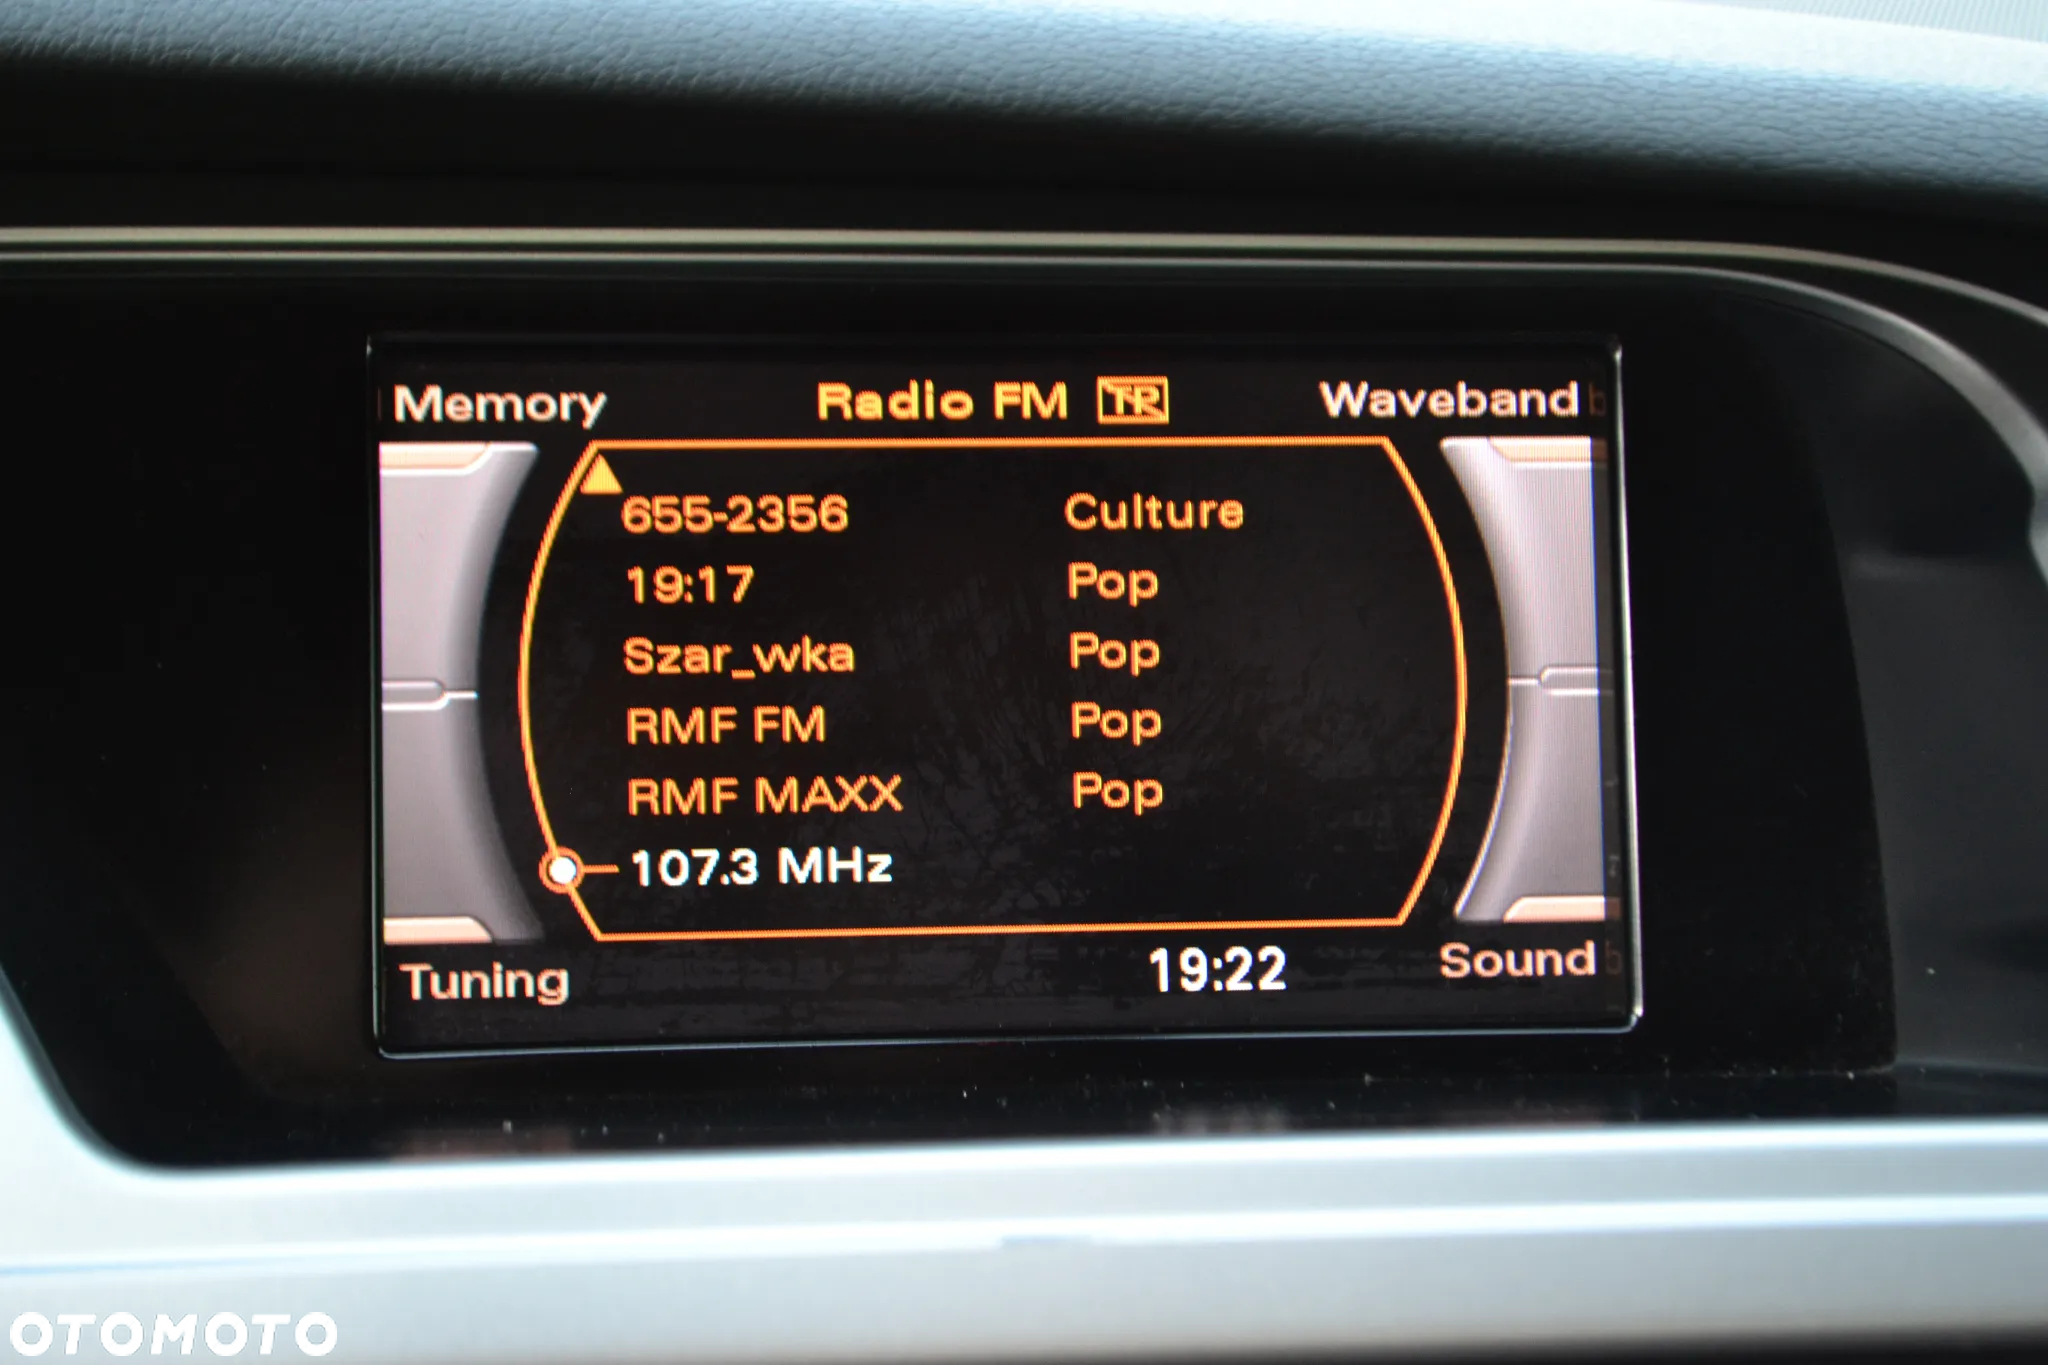 Memory Radio FM TP Waveband
655-2356 Culture
19:17 Pop
Szar_wka Pop
RMF FM Pop
RMF MAXX Pop
107.3 MHz
Tuning 19:22 Sound
OTOMOTO